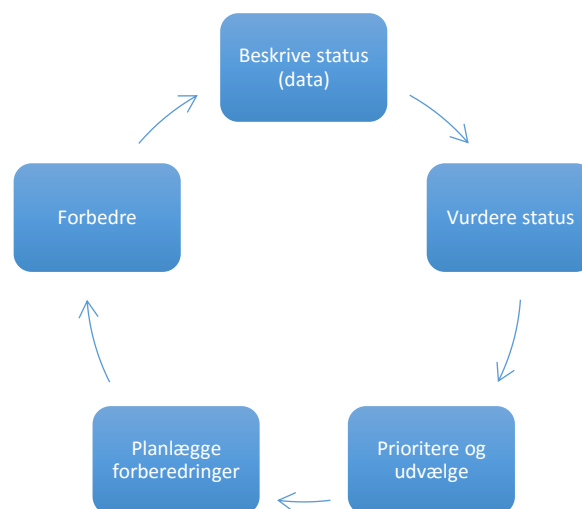 Beskrive status
(data)
Vurdere status
Prioritere og
udvælge
Planlægge
forberedringer
Forbedre